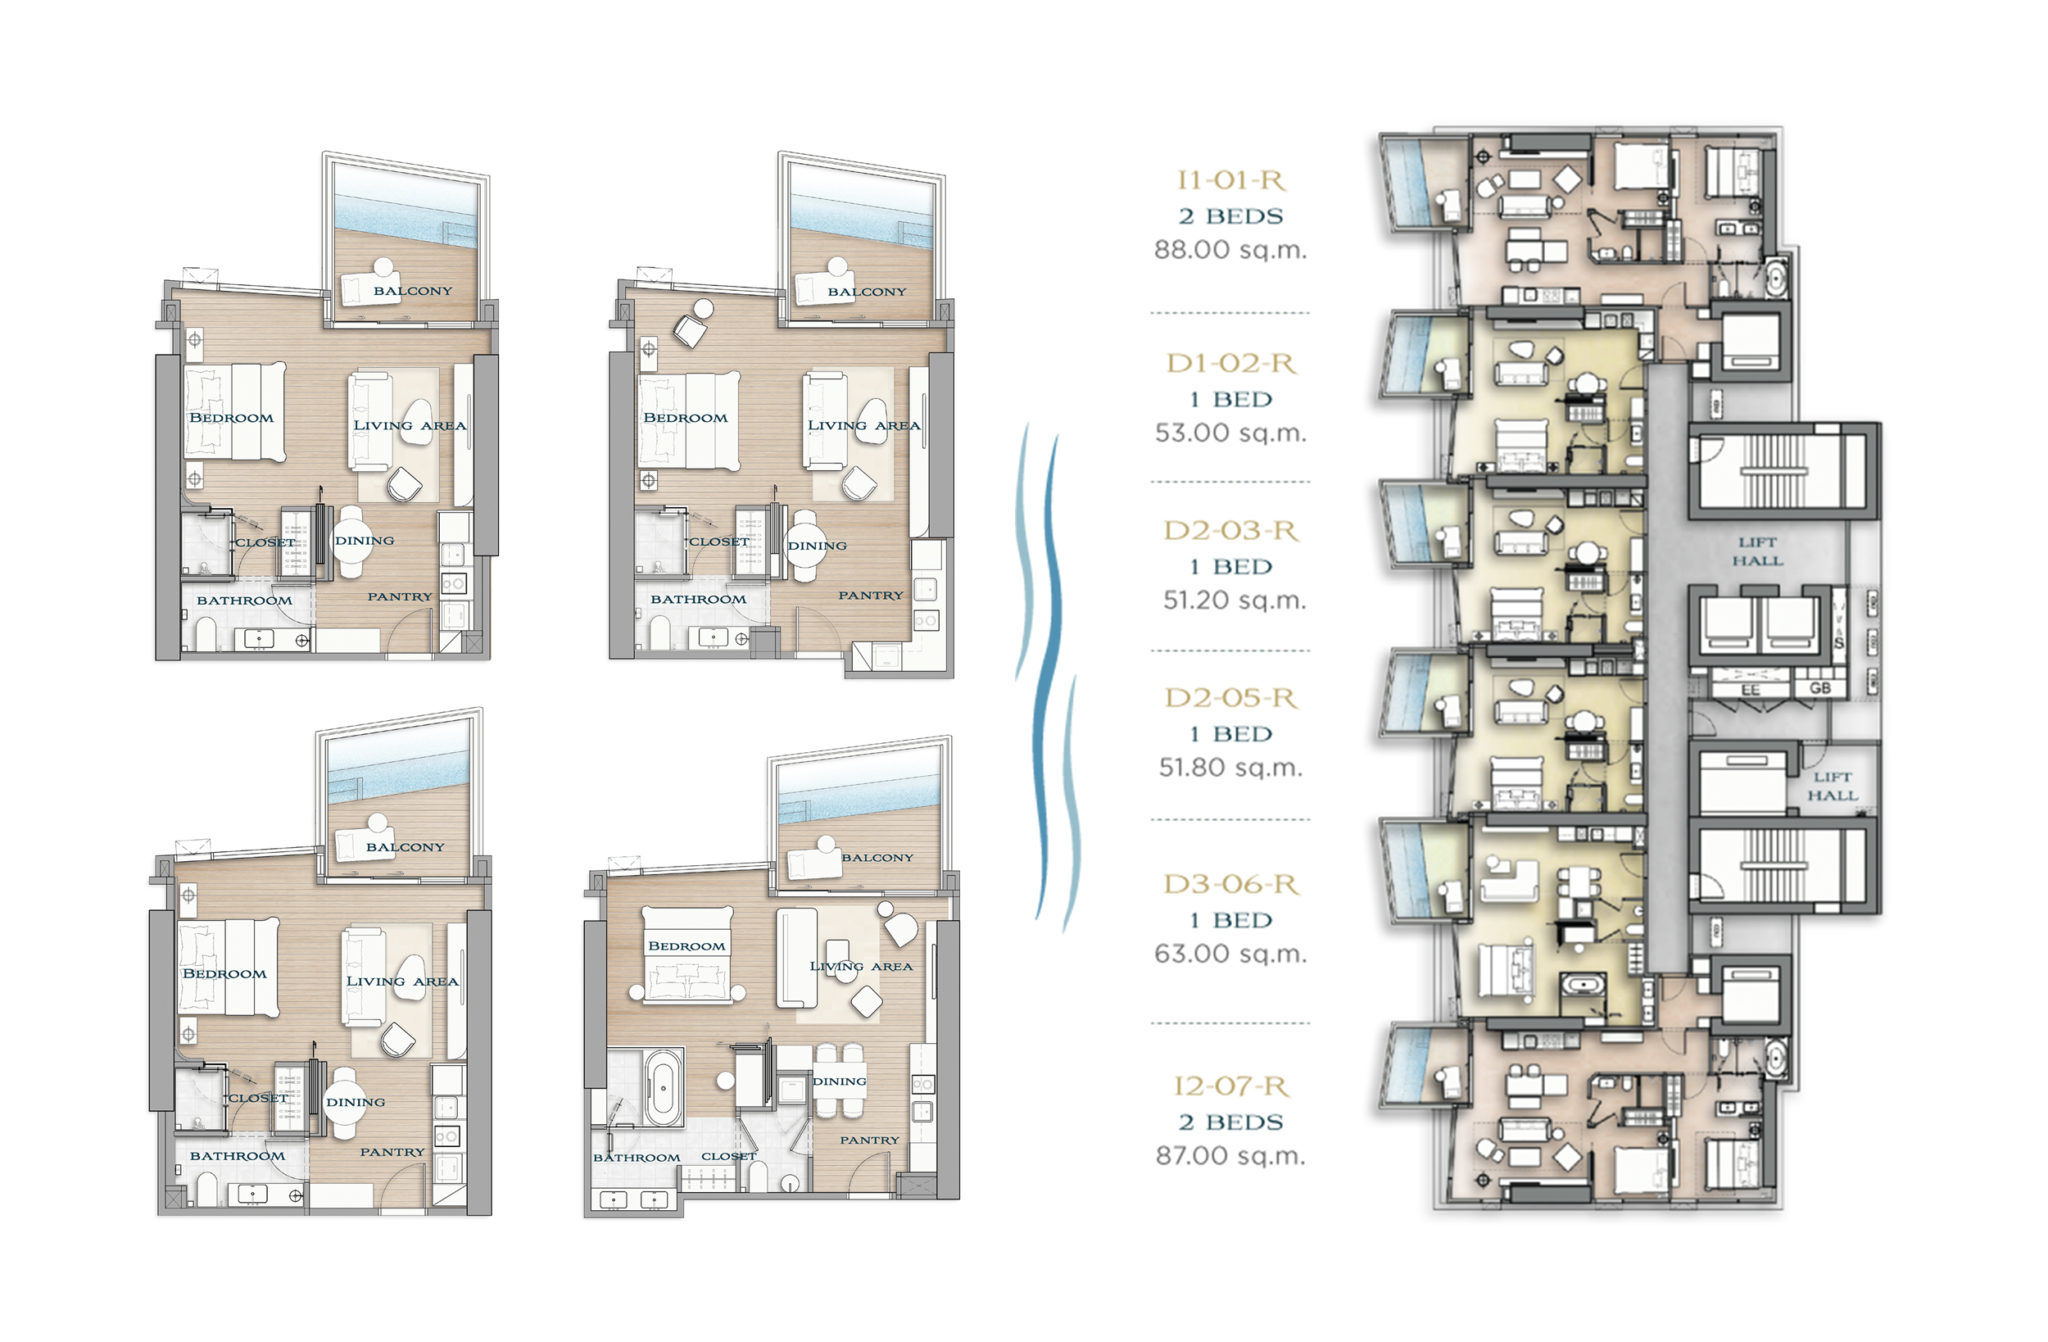 BALCONY
BEDROOM
LIVING AREA
CLOSET
DINING
BATHROOM
PANTRY
BALCONY
BEDROOM
LIVING AREA
CLOSET
DINING
BATHROOM
PANTRY
BALCONY
BEDROOM
LIVING AREA
CLOSET
DINING
BATHROOM
PANTRY
BALCONY
BEDROOM
LIVING AREA
DINING
PANTRY
BATHROOM
CLOSET
I1-01-R
2 BEDS
88.00 sq.m.
D1-02-R
1 BED
53.00 sq.m.
D2-03-R
1 BED
51.20 sq.m.
D2-05-R
1 BED
51.80 sq.m.
D3-06-R
1 BED
63.00 sq.m.
I2-07-R
2 BEDS
87.00 sq.m.
LIFT
HALL
S
EE
GB
LIFT
HALL